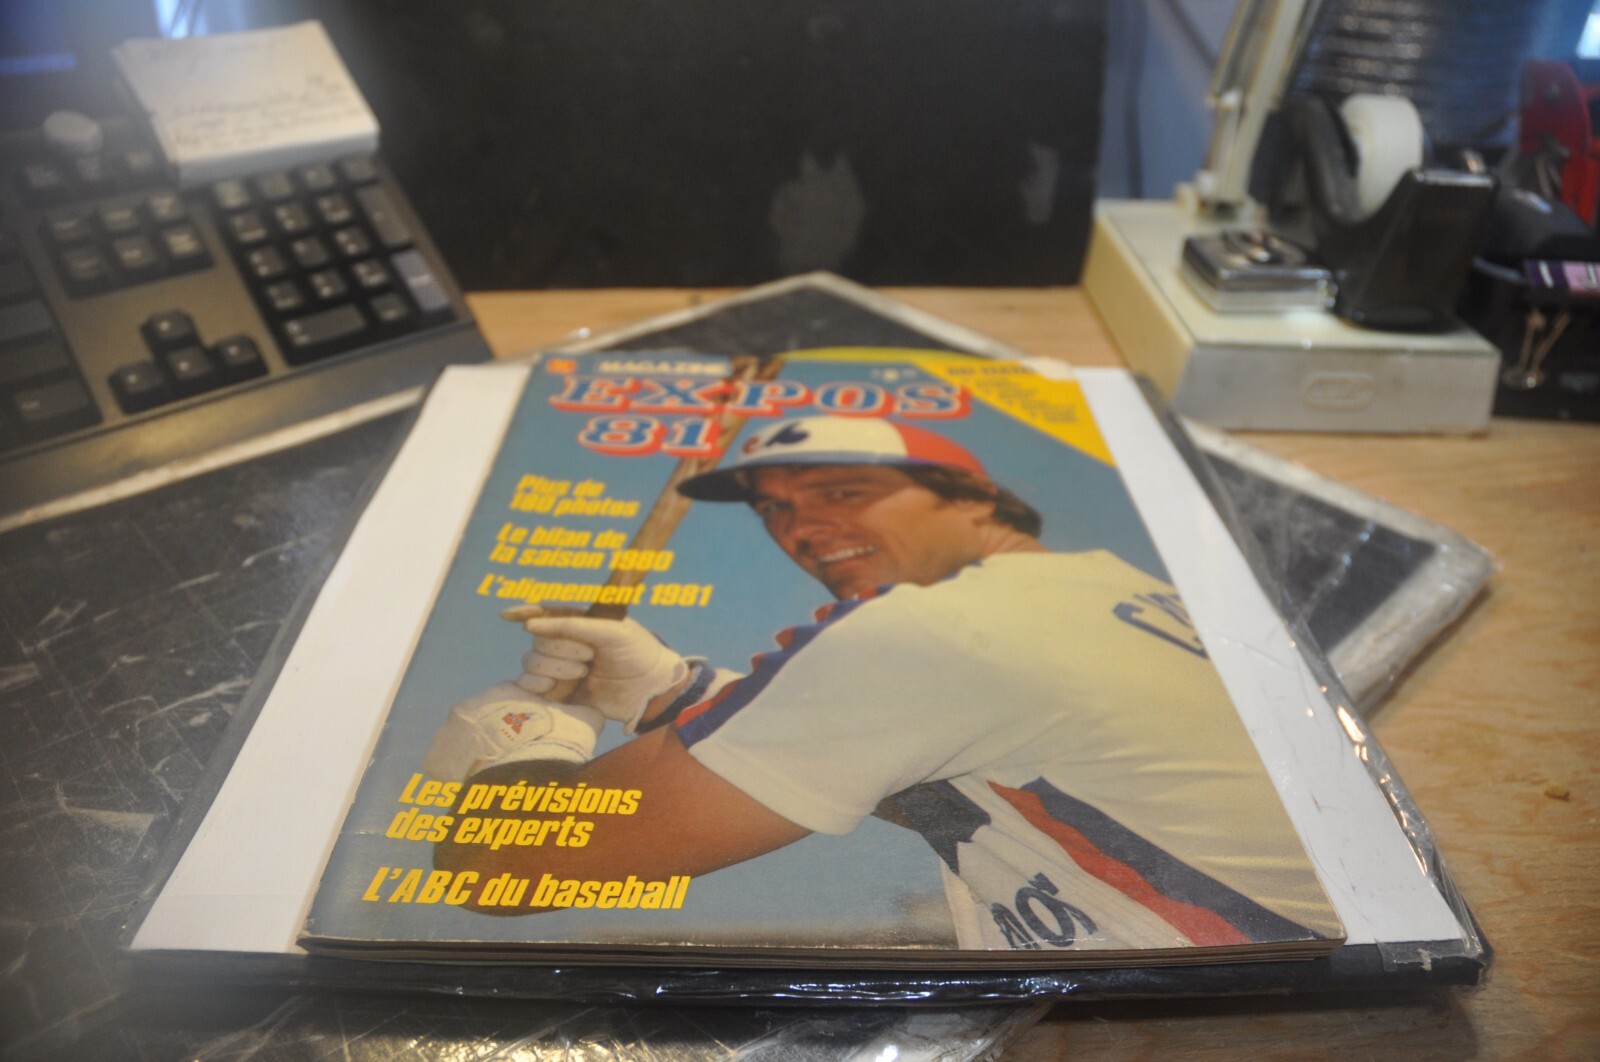 MAGAZINE
EXPOS
81
Plus de
100 photos
Le bilan de
la saison 1980
L'alignement 1981
Les prévisions
des experts
L'ABC du baseball